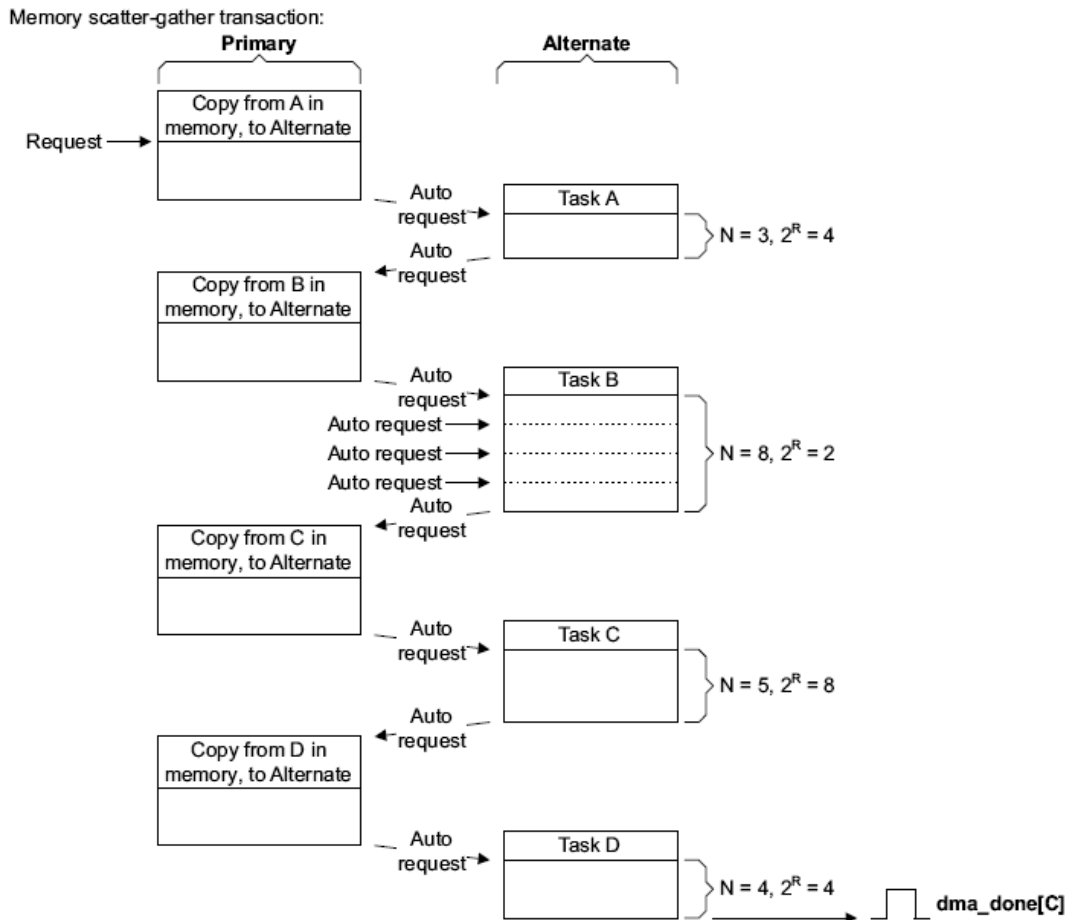 Memory scatter-gather transaction:
Primary
Alternate
Copy from A in
memory, to Alternate
Request
Auto
request
Task A
N = 3, 2^R = 4
Auto
request
Copy from B in
memory, to Alternate
Auto
request
Task B
Auto request
Auto request
Auto request
N = 8, 2^R = 2
Auto
request
Copy from C in
memory, to Alternate
Auto
request
Task C
N = 5, 2^R = 8
Auto
request
Copy from D in
memory, to Alternate
Auto
request
Task D
N = 4, 2^R = 4
dma_done[C]